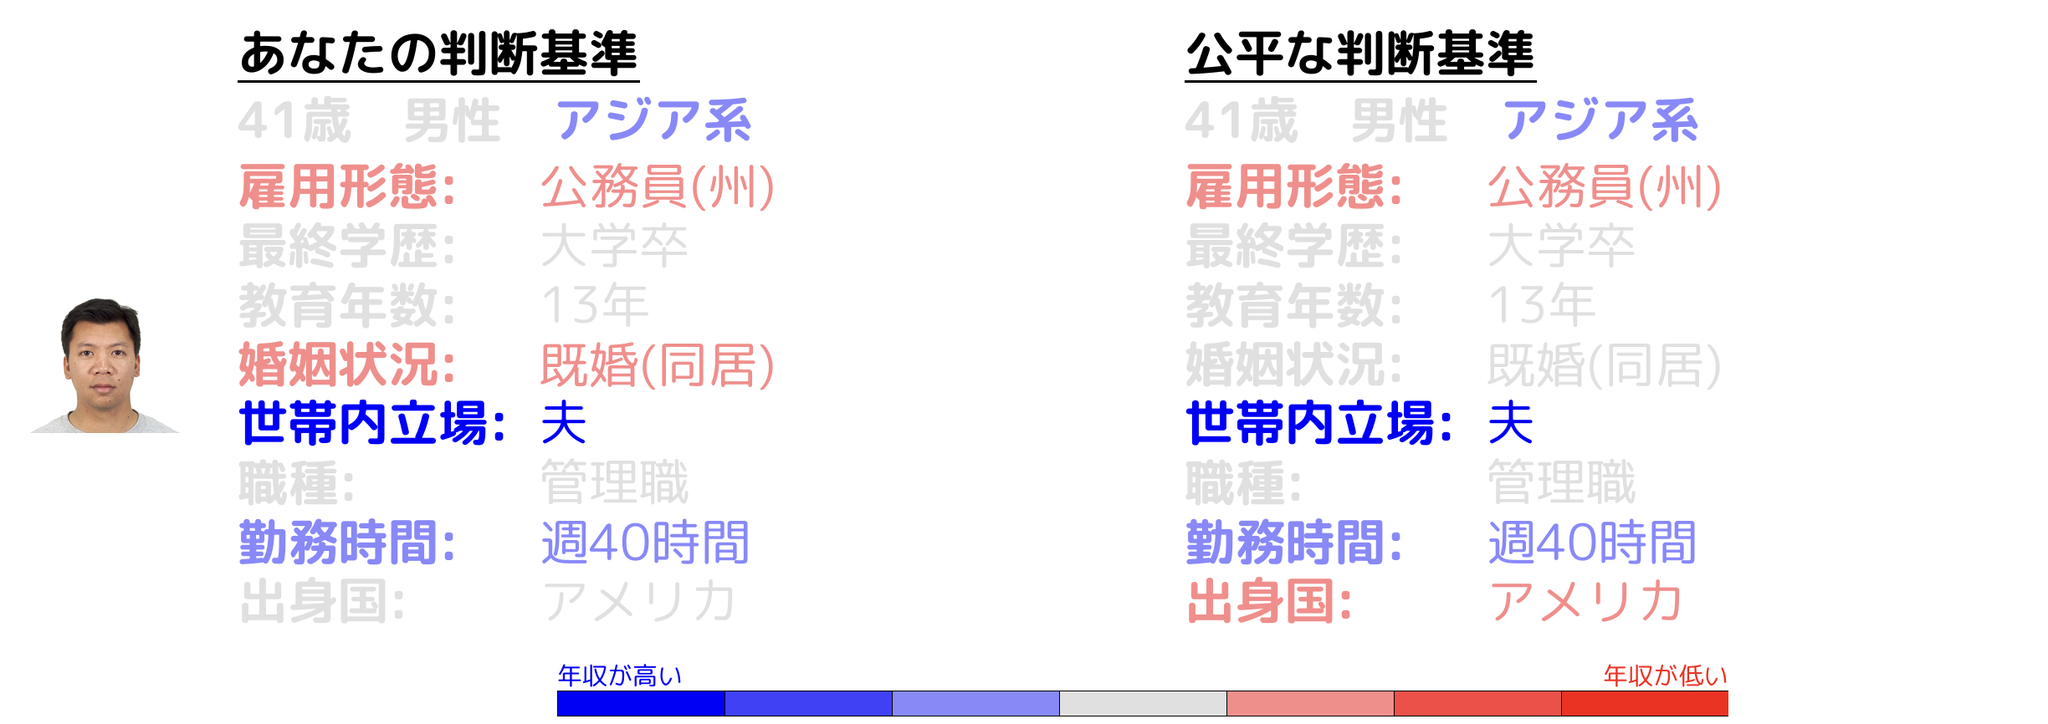 あなたの判断基準
41歳 男性 アジア系
雇用形態: 公務員(州)
最終学歴: 大学卒
教育年数: 13年
婚姻状況: 既婚(同居)
世帯内立場: 夫
職種: 管理職
勤務時間: 週40時間
出身国: アメリカ
公平な判断基準
41歳 男性 アジア系
雇用形態: 公務員(州)
最終学歴: 大学卒
教育年数: 13年
婚姻状況: 既婚(同居)
世帯内立場: 夫
職種: 管理職
勤務時間: 週40時間
出身国: アメリカ
年収が高い
年収が低い